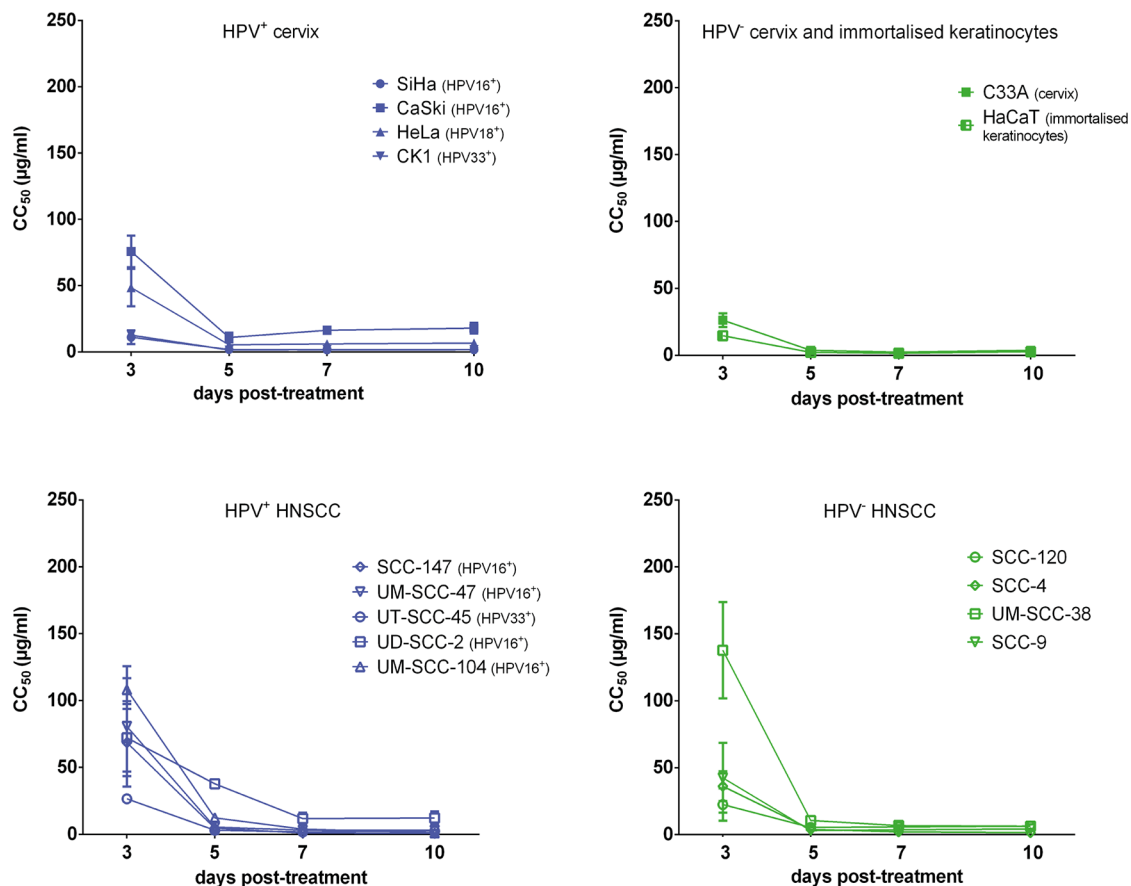 HPV⁺ cervix
CC₅₀ (µg/ml)
250
200
150
100
50
0
SiHa (HPV16⁺)
CaSki (HPV16⁺)
HeLa (HPV18⁺)
CK1 (HPV33⁺)
3 5 7 10
days post-treatment
HPV⁻ cervix and immortalised keratinocytes
CC₅₀ (µg/ml)
250
200
150
100
50
0
C33A (cervix)
HaCaT (immortalised
keratinocytes)
3 5 7 10
days post-treatment
HPV⁺ HNSCC
CC₅₀ (µg/ml)
250
200
150
100
50
0
SCC-147 (HPV16⁺)
UM-SCC-47 (HPV16⁺)
UT-SCC-45 (HPV33⁺)
UD-SCC-2 (HPV16⁺)
UM-SCC-104 (HPV16⁺)
3 5 7 10
days post-treatment
HPV⁻ HNSCC
CC₅₀ (µg/ml)
250
200
150
100
50
0
SCC-120
SCC-4
UM-SCC-38
SCC-9
3 5 7 10
days post-treatment